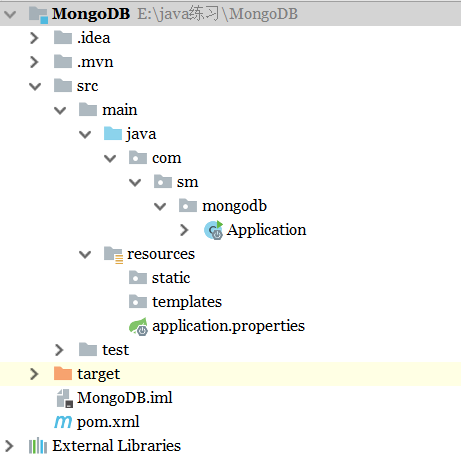 MongoDB E:\java练习\MongoDB
.idea
.mvn
src
main
java
com
sm
mongodb
Application
resources
static
templates
application.properties
test
target
MongoDB.iml
pom.xml
External Libraries